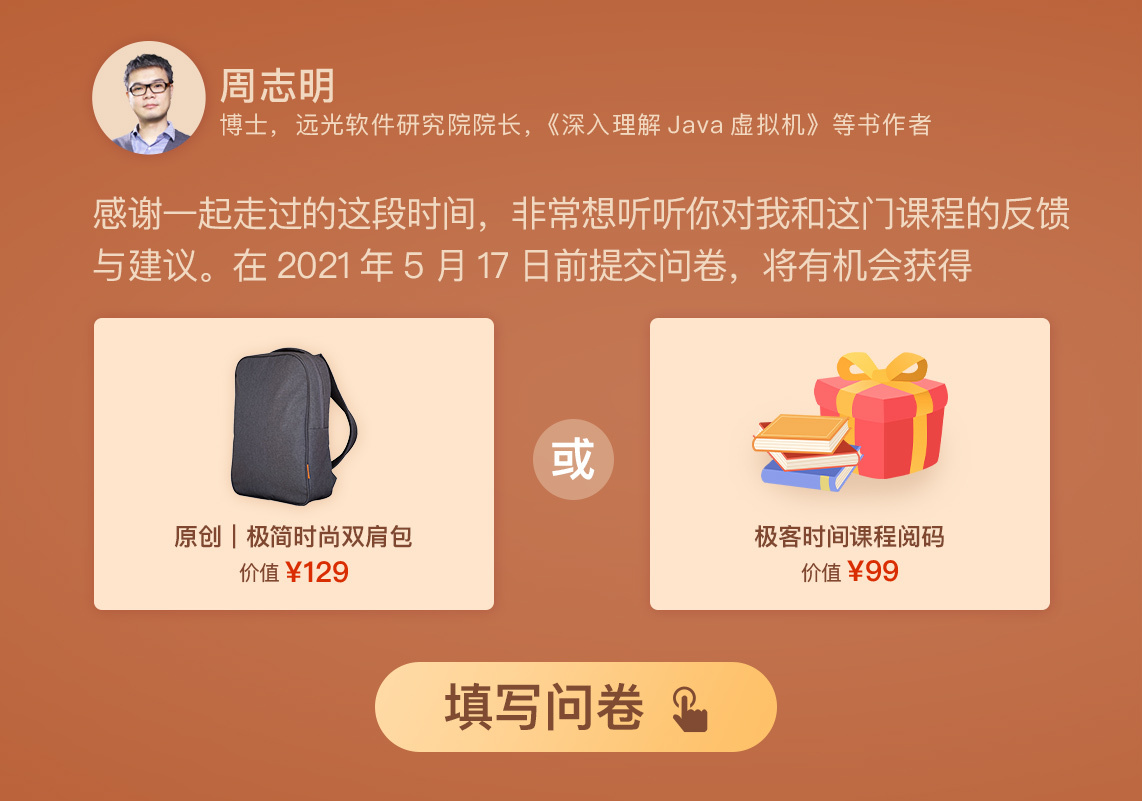 周志明
博士，远光软件研究院院长，《深入理解 Java 虚拟机》等书作者
感谢一起走过的这段时间，非常想听听你对我和这门课程的反馈
与建议。在 2021 年 5 月 17 日前提交问卷，将有机会获得
或
原创｜极简时尚双肩包
价值 ¥129
极客时间课程阅码
价值 ¥99
填写问卷